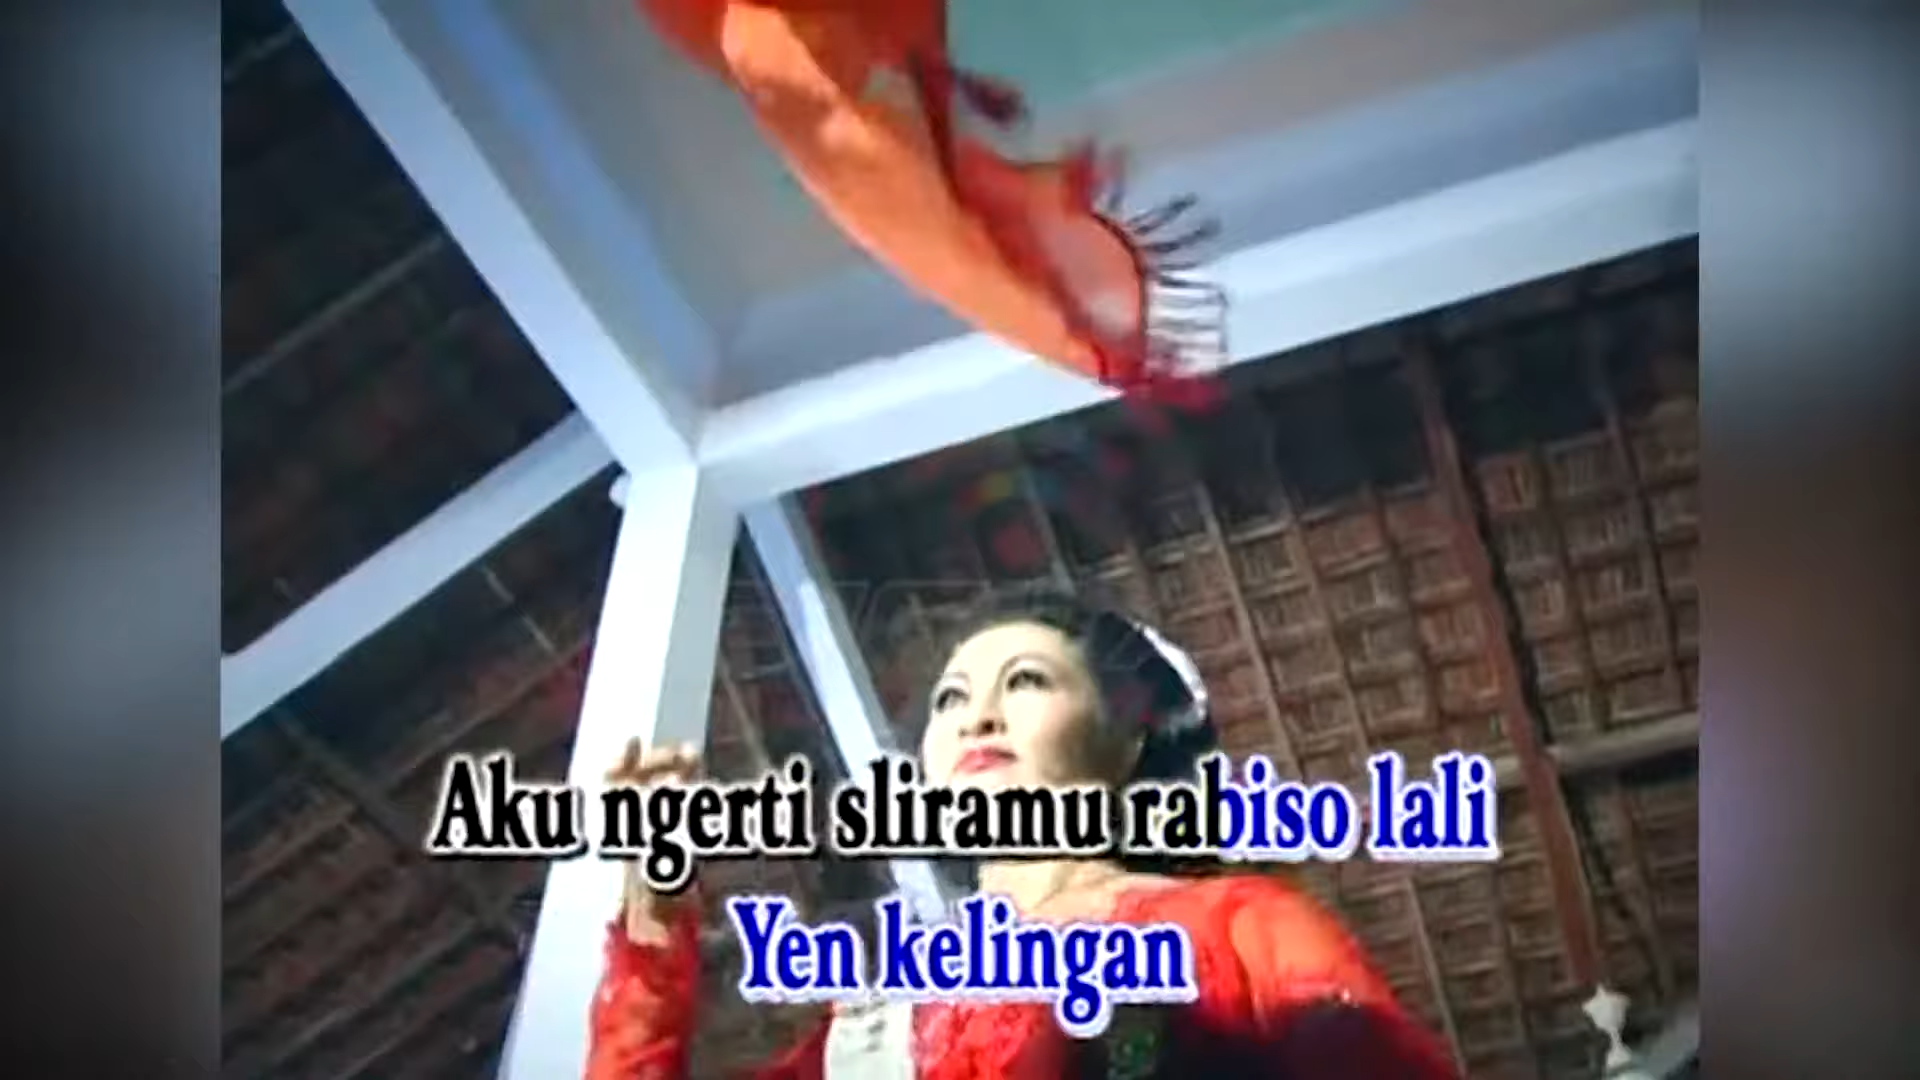 Aku ngerti sliramu rabiso lali
Yen kelingan